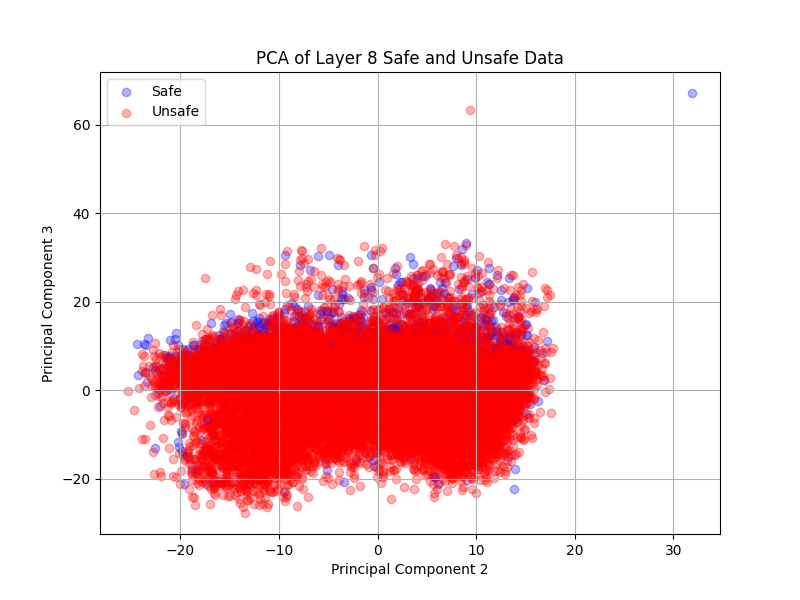 PCA of Layer 8 Safe and Unsafe Data
Safe
Unsafe
60
40
20
0
−20
Principal Component 3
−20 −10 0 10 20 30
Principal Component 2